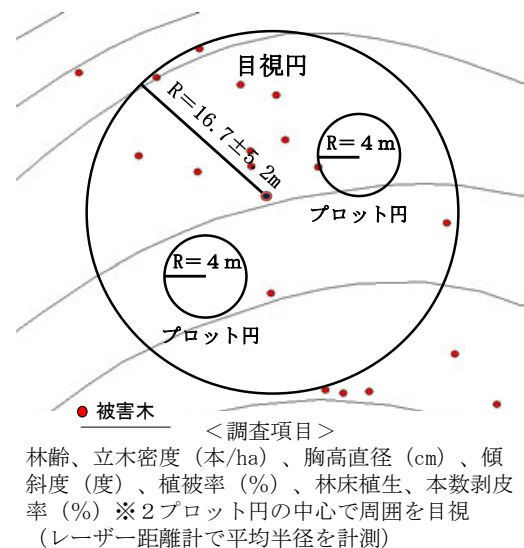 目視円
R＝16.7±5.2m
R＝４ｍ
プロット円
R＝４ｍ
プロット円
被害木
＜調査項目＞
林齢、立木密度（本/ha）、胸高直径（cm）、傾
斜度（度）、植被率（%）、林床植生、本数剥皮
率（%）※２プロット円の中心で周囲を目視
（レーザー距離計で平均半径を計測）